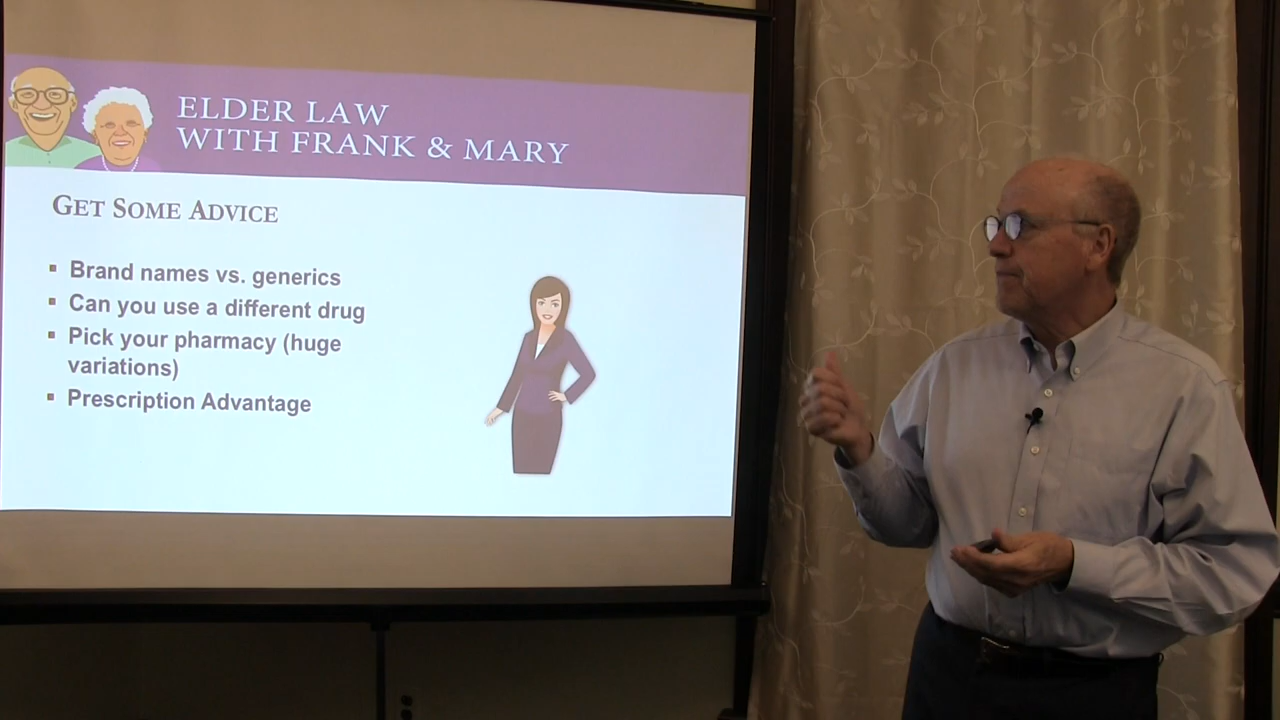 ELDER LAW
WITH FRANK & MARY
GET SOME ADVICE
▪ Brand names vs. generics
▪ Can you use a different drug
▪ Pick your pharmacy (huge
variations)
▪ Prescription Advantage